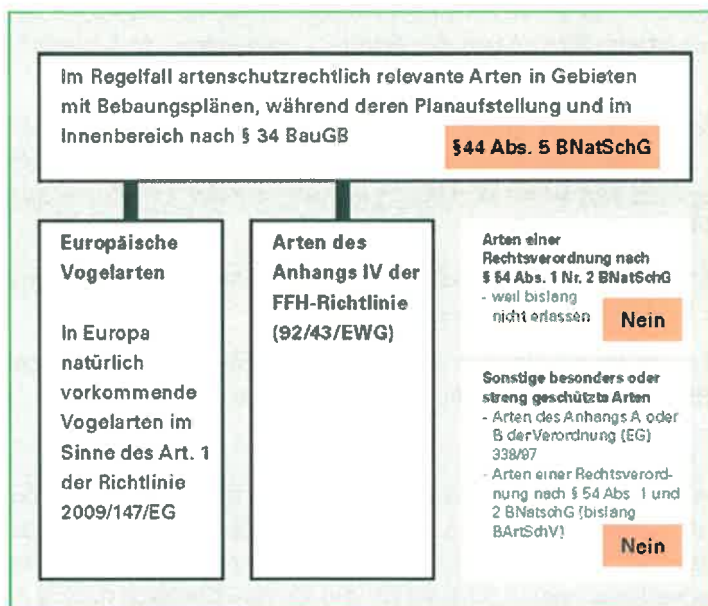 Im Regelfall artenschutzrechtlich relevante Arten in Gebieten
mit Bebaungsplänen, während deren Planaufstellung und im
Innenbereich nach § 34 BauGB
§44 Abs. 5 BNatSchG
Europäische
Vogelarten
In Europa
natürlich
vorkommende
Vogelarten im
Sinne des Art. 1
der Richtlinie
2009/147/EG
Arten des
Anhangs IV der
FFH-Richtlinie
(92/43/EWG)
Arten einer
Rechtsverordnung nach
§ 54 Abs. 1 Nr. 2 BNatSchG
- weil bislang
nicht erlassen
Nein
Sonstige besonders oder
streng geschützte Arten
- Arten des Anhangs A oder
B der Verordnung (EG)
338/97
- Arten einer Rechtsverord-
nung nach § 54 Abs 1 und
2 BNatschG (bislang
BArtSchV)
Nein